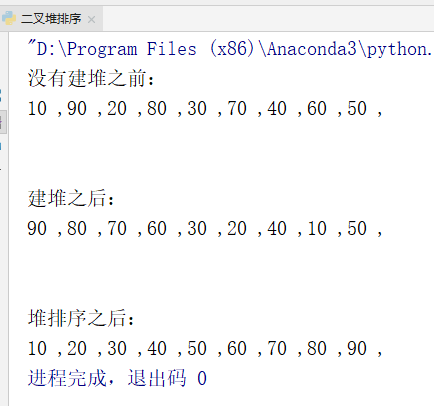 二叉堆排序 ×
"D:\Program Files (x86)\Anaconda3\python.
没有建堆之前：
10 ,90 ,20 ,80 ,30 ,70 ,40 ,60 ,50 ,
建堆之后：
90 ,80 ,70 ,60 ,30 ,20 ,40 ,10 ,50 ,
堆排序之后：
10 ,20 ,30 ,40 ,50 ,60 ,70 ,80 ,90 ,
进程完成，退出码 0